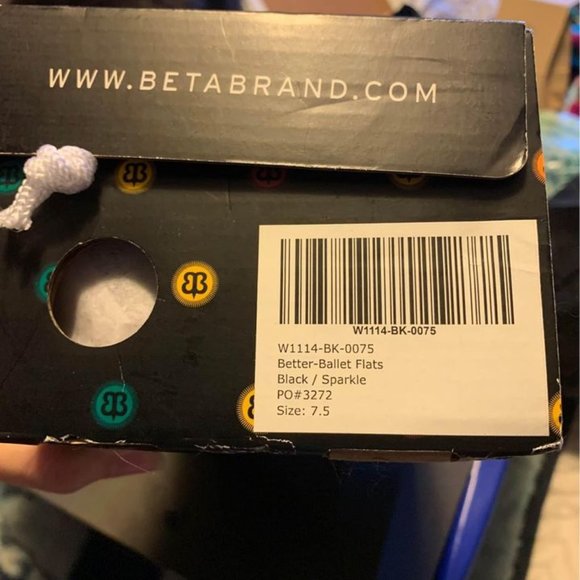 WWW.BETABRAND.COM
W1114-BK-0075
W1114-BK-0075
Better-Ballet Flats
Black / Sparkle
PO#3272
Size: 7.5